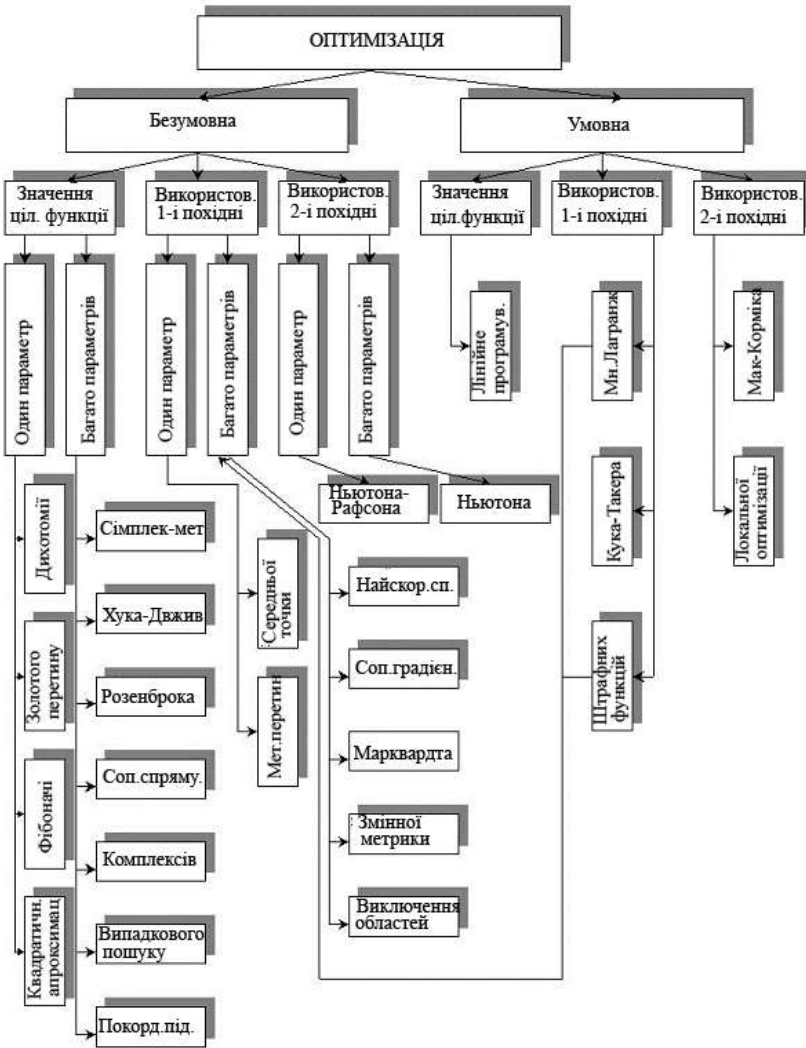 ОПТИМІЗАЦІЯ
Безумовна
Умовна
Значення
ціл. функції
Використов.
1-і похідні
Використов.
2-і похідні
Значення
ціл.функції
Використов.
1-і похідні
Використов.
2-і похідні
Один параметр
Багато параметрів
Один параметр
Багато параметрів
Один параметр
Багато параметрів
Лінійне
програмув.
Мн.Лагранж
Мак-Корміка
Ньютона-
Рафсона
Ньютона
Кука-Такера
Локальної
оптимізації
Дихотомії
Сімплек-мет
Середньої
точки
Найскор.сп.
Золотого
перетину
Хука-Двжив
Соп.градієн.
Штрафних
функцій
Розенброка
Мет.перетин
Марквардта
Фібоначі
Соп.спряму.
Змінної
метрики
Комплексів
Квадратичн.
апроксимац
Випадкового
пошуку
Виключення
областей
Покорд.під.